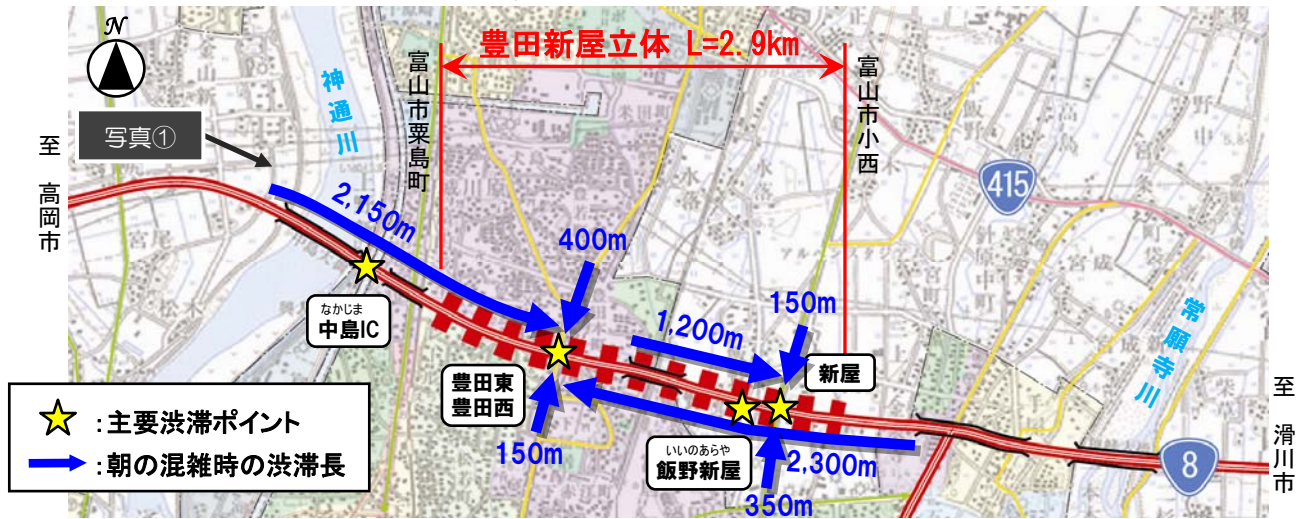 豊田新屋立体 L=2.9km
N
神通川
富山市粟島町
富山市小西
写真①
至 高岡市
2,150m
400m
415
米田町
150m
1,200m
なかじま
中島IC
新屋
常願寺川
豊田東
豊田西
至 滑川市
★:主要渋滞ポイント
:朝の混雑時の渋滞長
150m
いいのあらや
飯野新屋
2,300m
350m
8